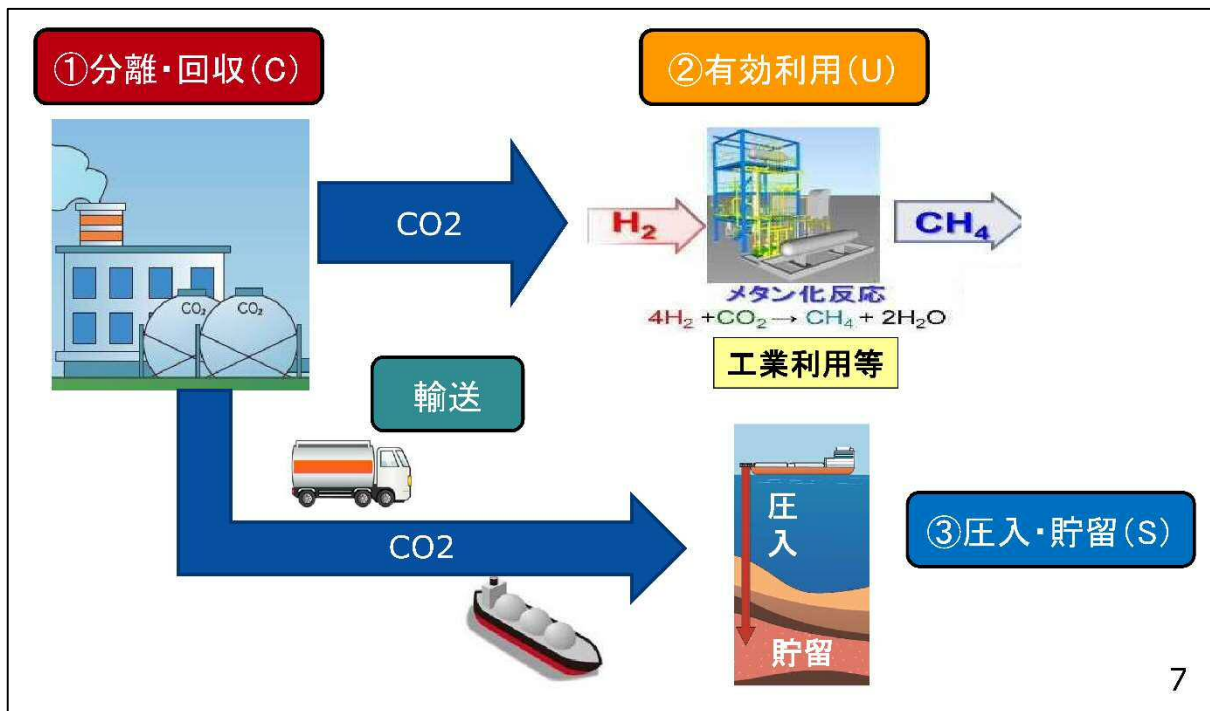 ①分離・回収(C)
②有効利用(U)
CO2
H₂
CH₄
CO₂
CO₂
メタン化反応
4H₂+CO₂→CH₄+2H₂O
工業利用等
輸送
CO2
圧
入
貯留
③圧入・貯留(S)
7